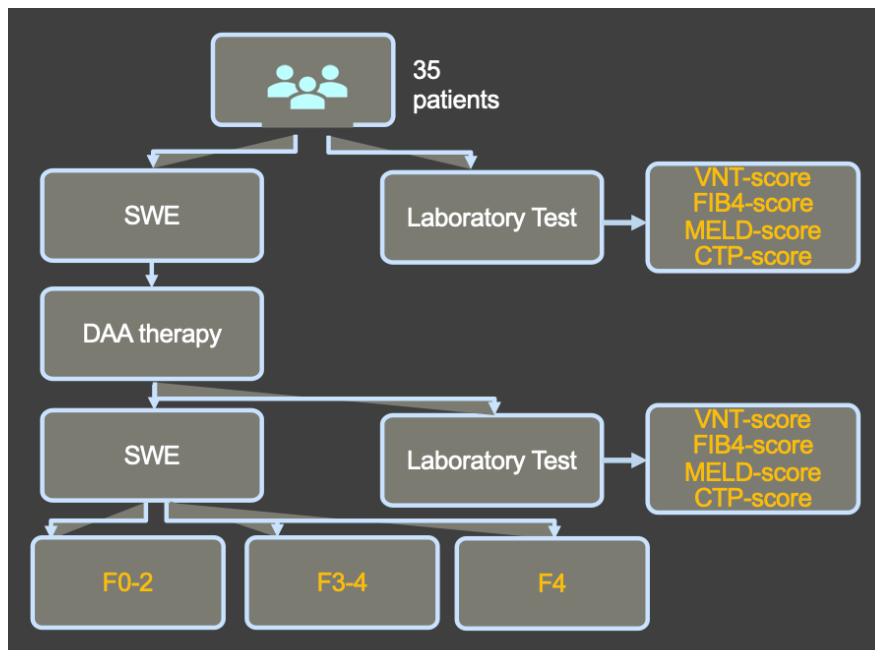 35
patients
SWE
Laboratory Test
VNT-score
FIB4-score
MELD-score
CTP-score
DAA therapy
SWE
Laboratory Test
VNT-score
FIB4-score
MELD-score
CTP-score
F0-2
F3-4
F4